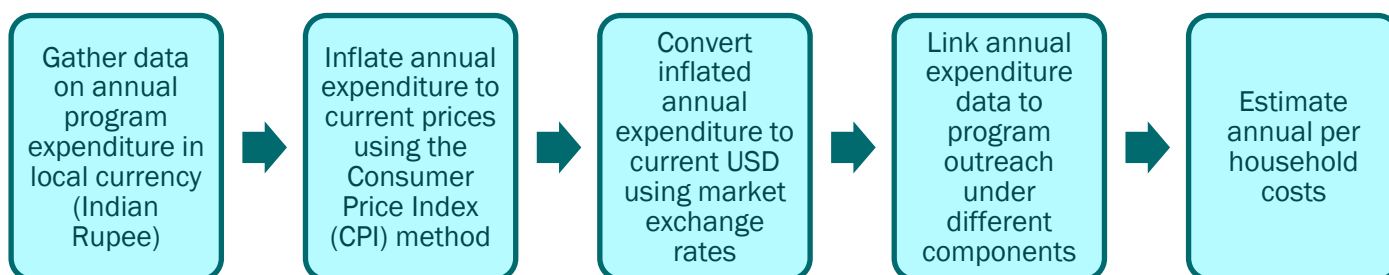 Gather data
on annual
program
expenditure in
local currency
(Indian
Rupee)
Inflate annual
expenditure to
current prices
using the
Consumer
Price Index
(CPI) method
Convert
inflated
annual
expenditure to
current USD
using market
exchange
rates
Link annual
expenditure
data to
program
outreach
under
different
components
Estimate
annual per
household
costs